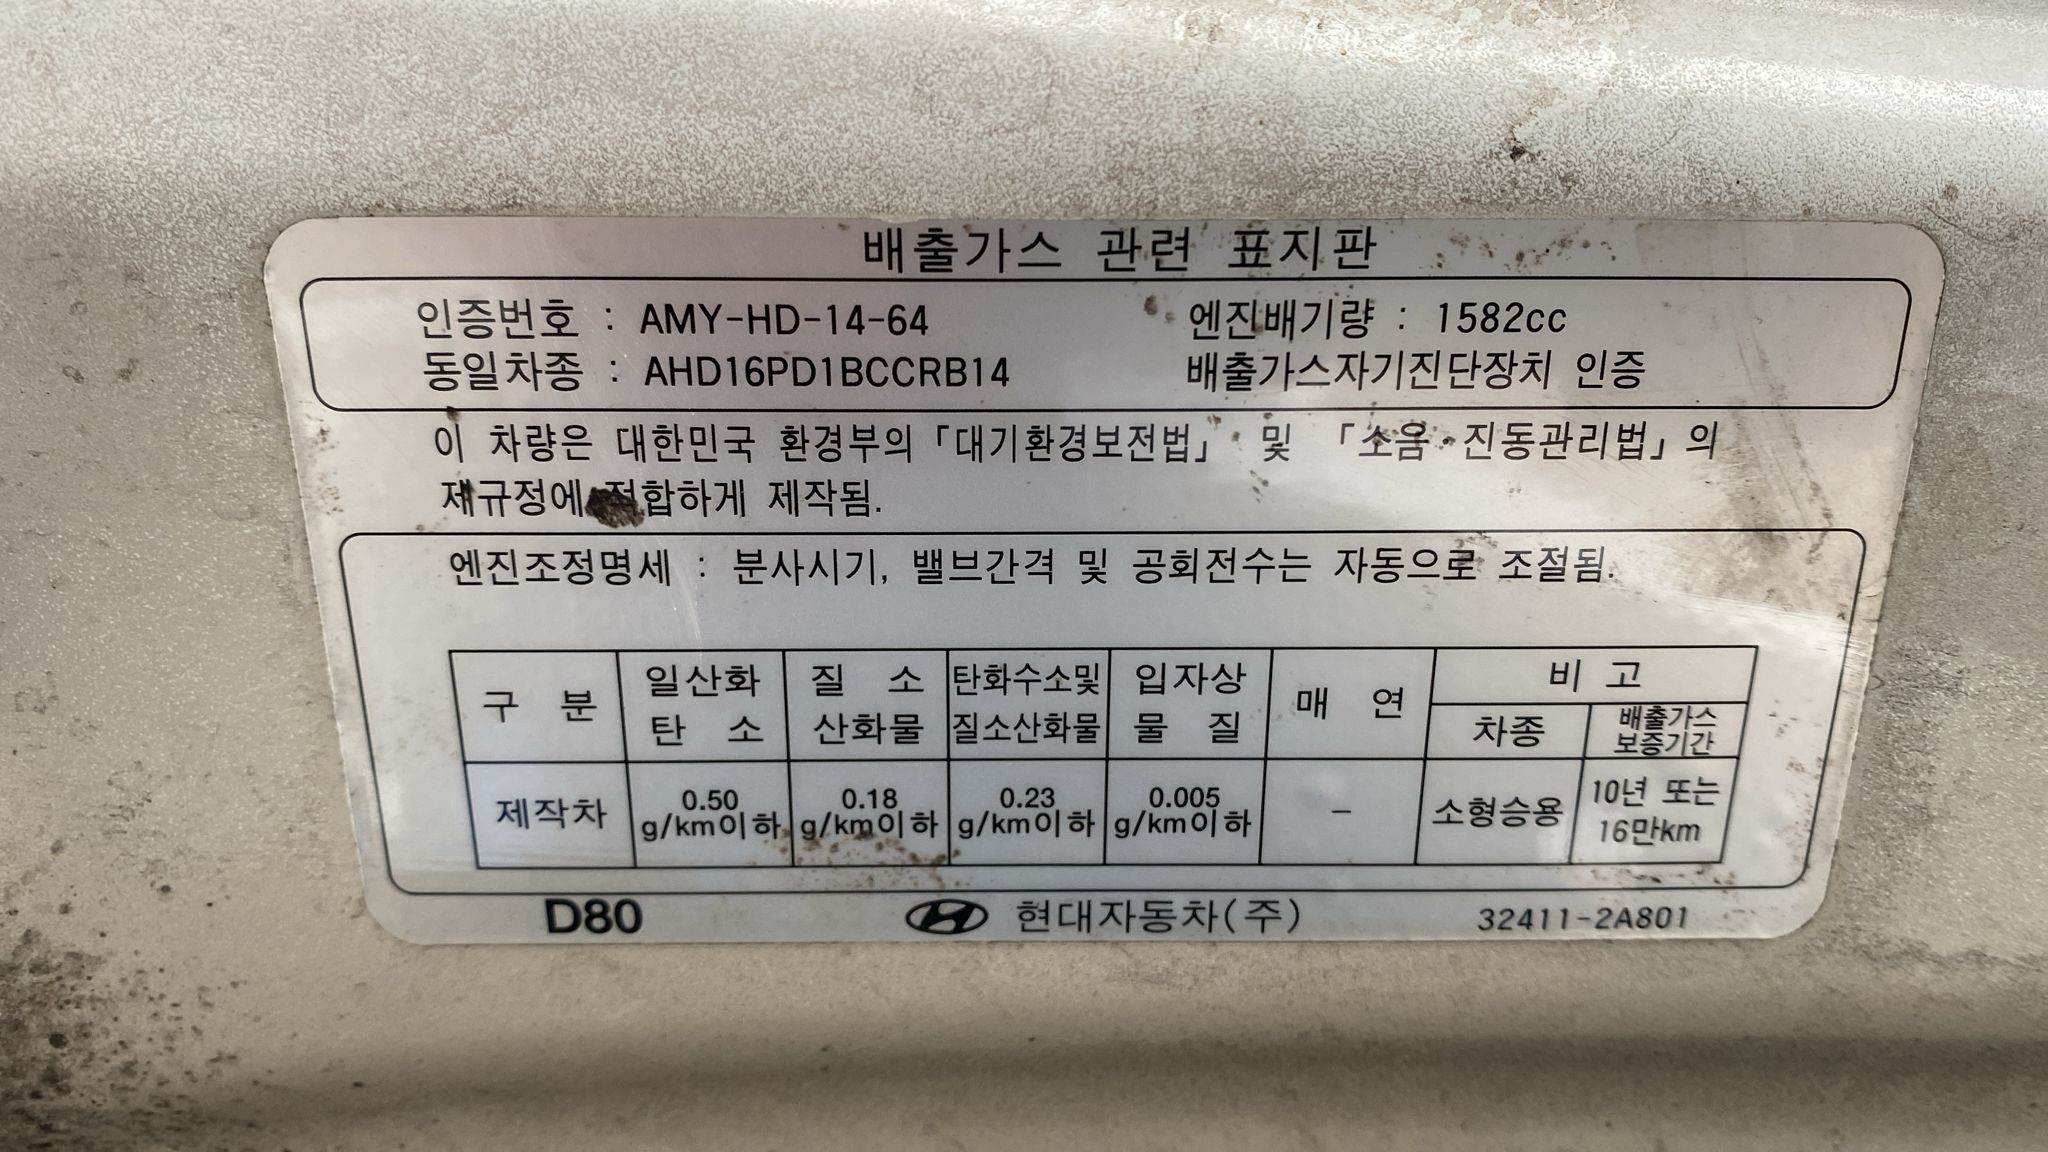 배출가스 관련 표지판
인증번호 : AMY-HD-14-64 엔진배기량 : 1582cc
동일차종 : AHD16PD1BCCRB14 배출가스자기진단장치 인증
이 차량은 대한민국 환경부의 「대기환경보전법」 및 「소음·진동관리법」의
제규정에 적합하게 제작됨.
엔진조정명세 : 분사시기, 밸브간격 및 공회전수는 자동으로 조절됨.
구 분 일산화 탄 소 질 소 산화물 탄화수소및 질소산화물 입자상 물 질 매 연 비 고
차종 배출가스 보증기간
제작차 0.50 g/km이하 0.18 g/km이하 0.23 g/km이하 0.005 g/km이하 - 소형승용 10년 또는 16만km
D80 현대자동차(주) 32411-2A801